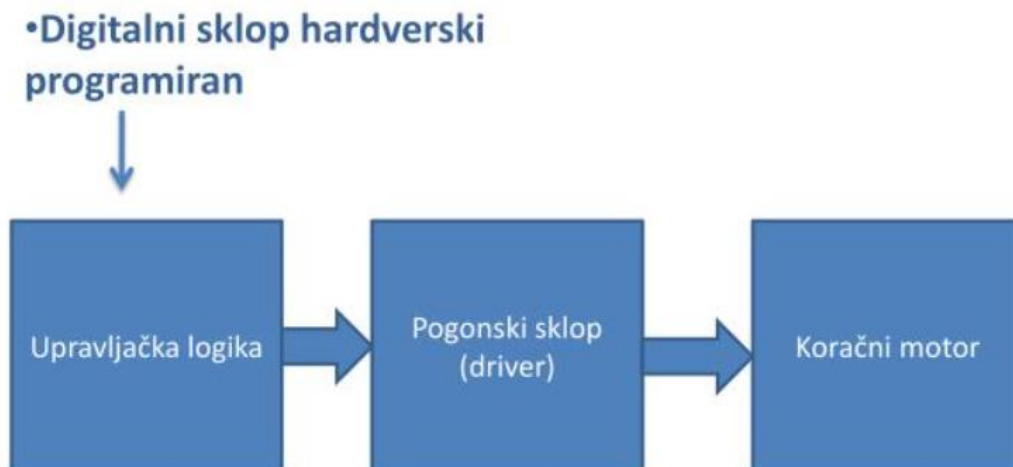 •Digitalni sklop hardverski
programiran
Upravljačka logika
Pogonski sklop
(driver)
Koračni motor